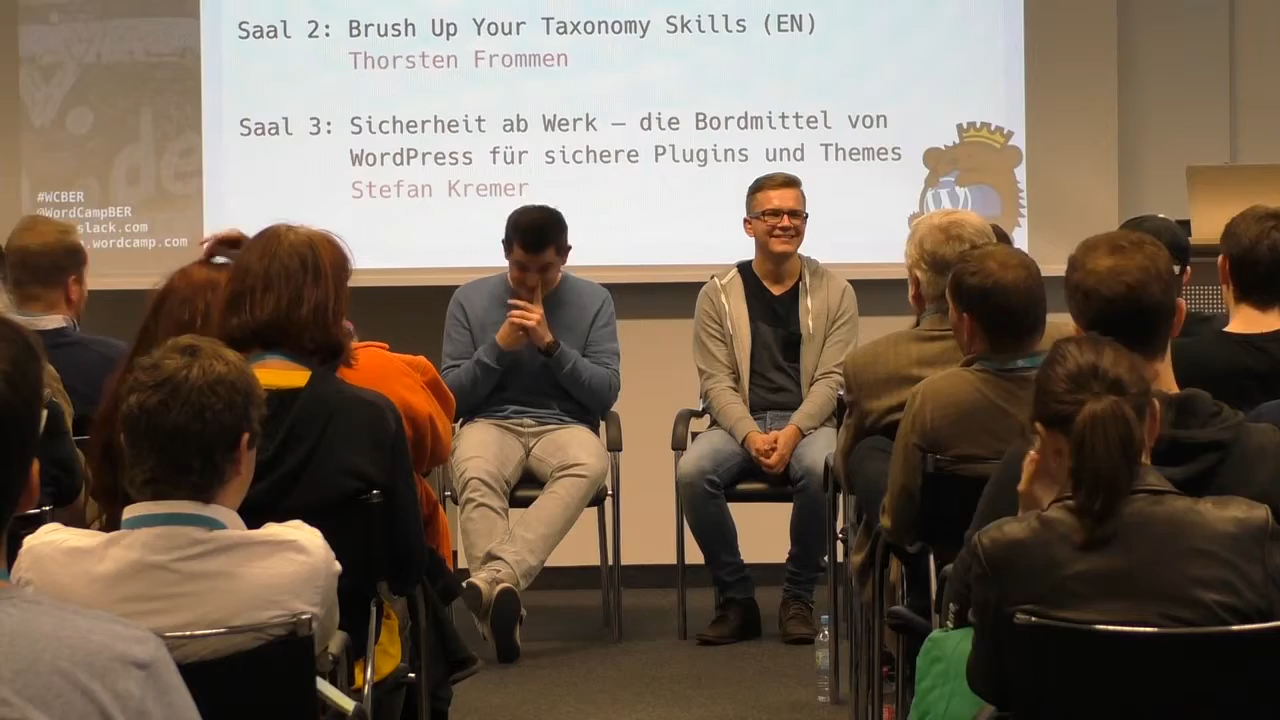 Saal 2: Brush Up Your Taxonomy Skills (EN)
Thorsten Frommen
Saal 3: Sicherheit ab Werk – die Bordmittel von
WordPress für sichere Plugins und Themes
Stefan Kremer
#WCBER
@WordCampBER
slack.com
.wordcamp.com
de
W